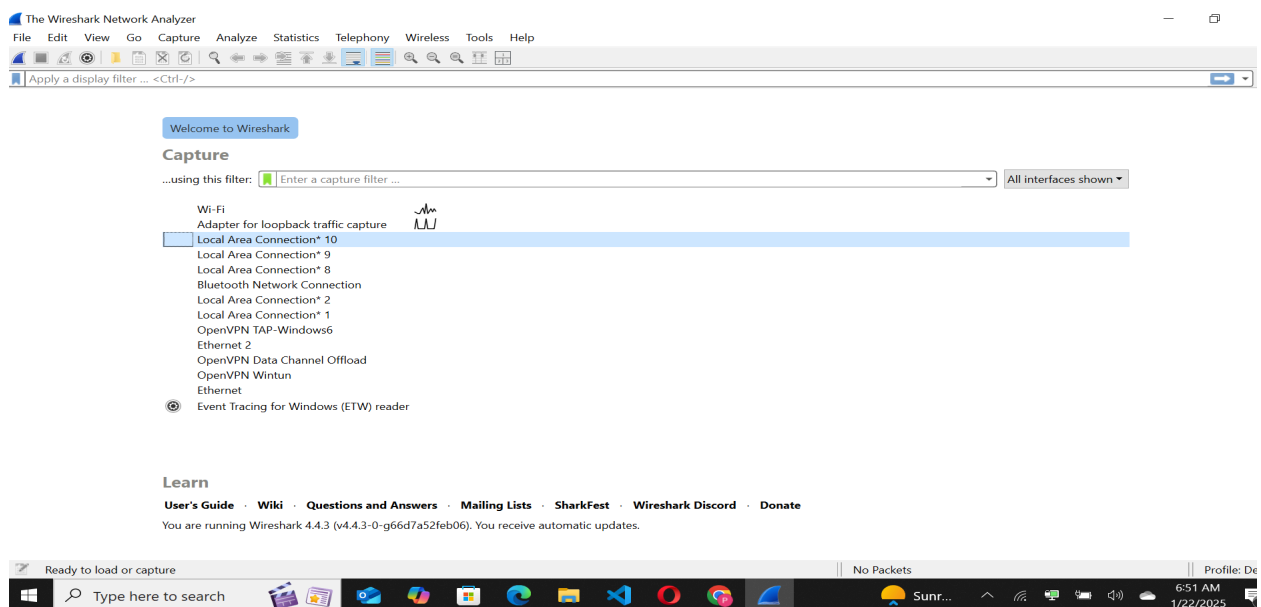 The Wireshark Network Analyzer
File Edit View Go Capture Analyze Statistics Telephony Wireless Tools Help
Apply a display filter ... <Ctrl-/>
Welcome to Wireshark
Capture
...using this filter: Enter a capture filter ... All interfaces shown
Wi-Fi
Adapter for loopback traffic capture
Local Area Connection* 10
Local Area Connection* 9
Local Area Connection* 8
Bluetooth Network Connection
Local Area Connection* 2
Local Area Connection* 1
OpenVPN TAP-Windows6
Ethernet 2
OpenVPN Data Channel Offload
OpenVPN Wintun
Ethernet
Event Tracing for Windows (ETW) reader
Learn
User's Guide · Wiki · Questions and Answers · Mailing Lists · SharkFest · Wireshark Discord · Donate
You are running Wireshark 4.4.3 (v4.4.3-0-g66d7a52feb06). You receive automatic updates.
Ready to load or capture No Packets Profile: De
Type here to search Sunr... 6:51 AM
1/22/2025